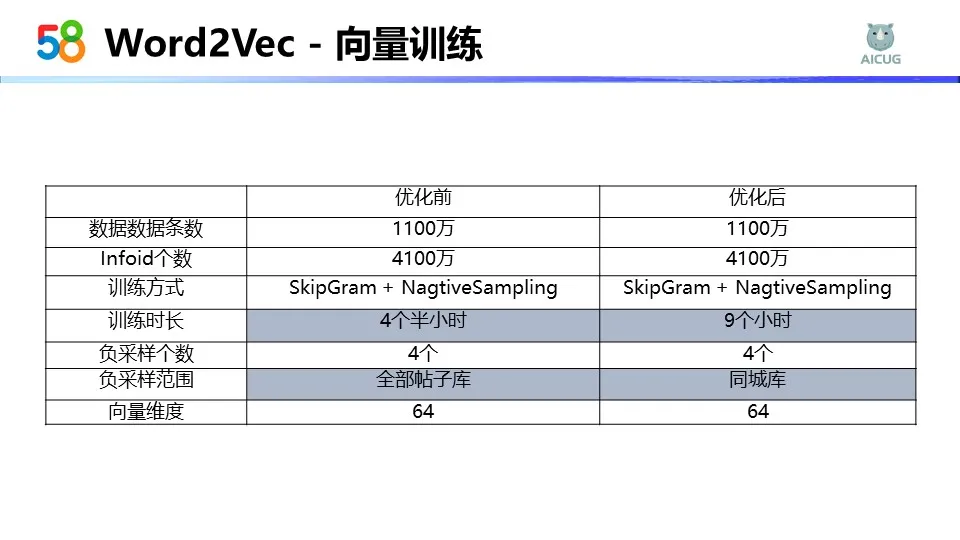 58 Word2Vec - 向量训练
AICUG
优化前 优化后
数据数据条数 1100万 1100万
Infoid个数 4100万 4100万
训练方式 SkipGram + NagtiveSampling SkipGram + NagtiveSampling
训练时长 4个半小时 9个小时
负采样个数 4个 4个
负采样范围 全部帖子库 同城库
向量维度 64 64